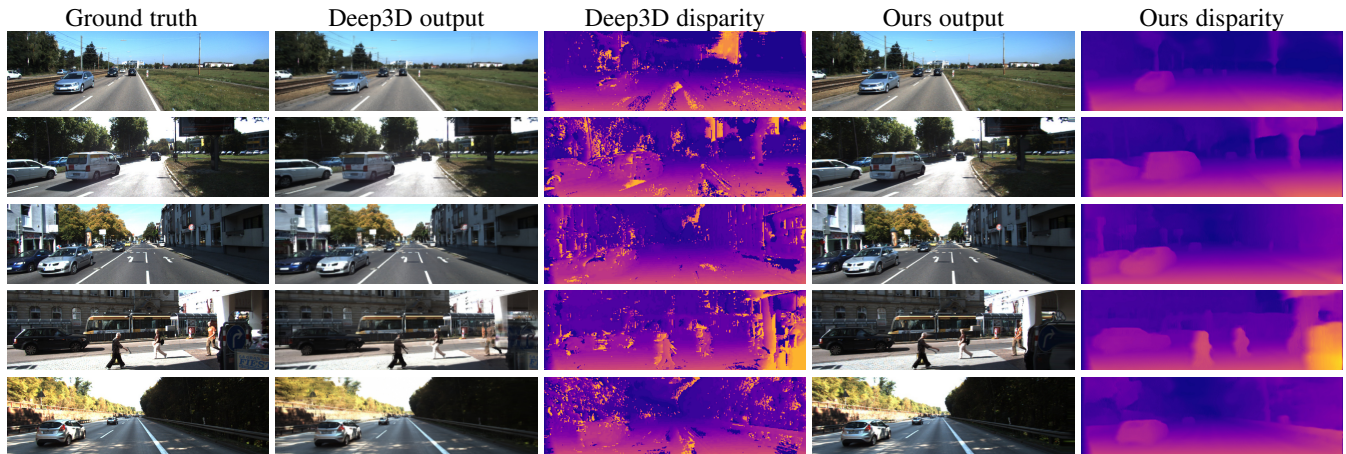 Ground truth
Deep3D output
Deep3D disparity
Ours output
Ours disparity